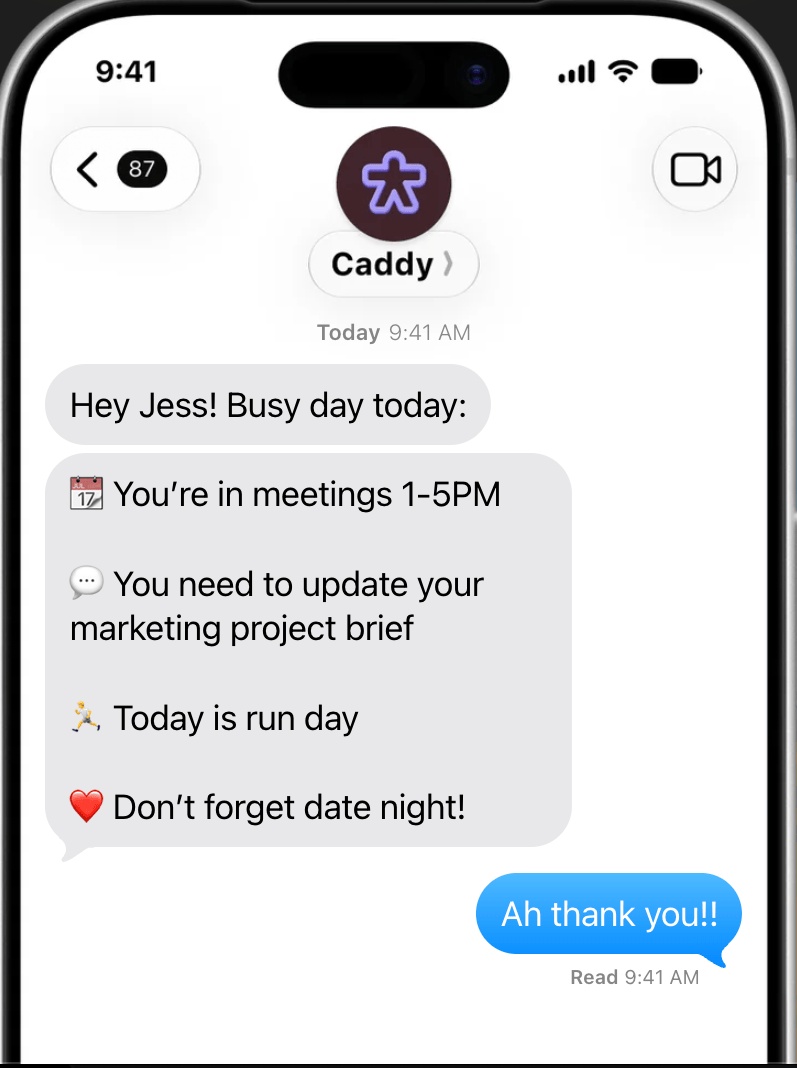 9:41
87
Caddy
Today 9:41 AM
Hey Jess! Busy day today:
📅 You’re in meetings 1-5PM
💬 You need to update your
marketing project brief
🏃 Today is run day
❤️ Don’t forget date night!
Ah thank you!!
Read 9:41 AM